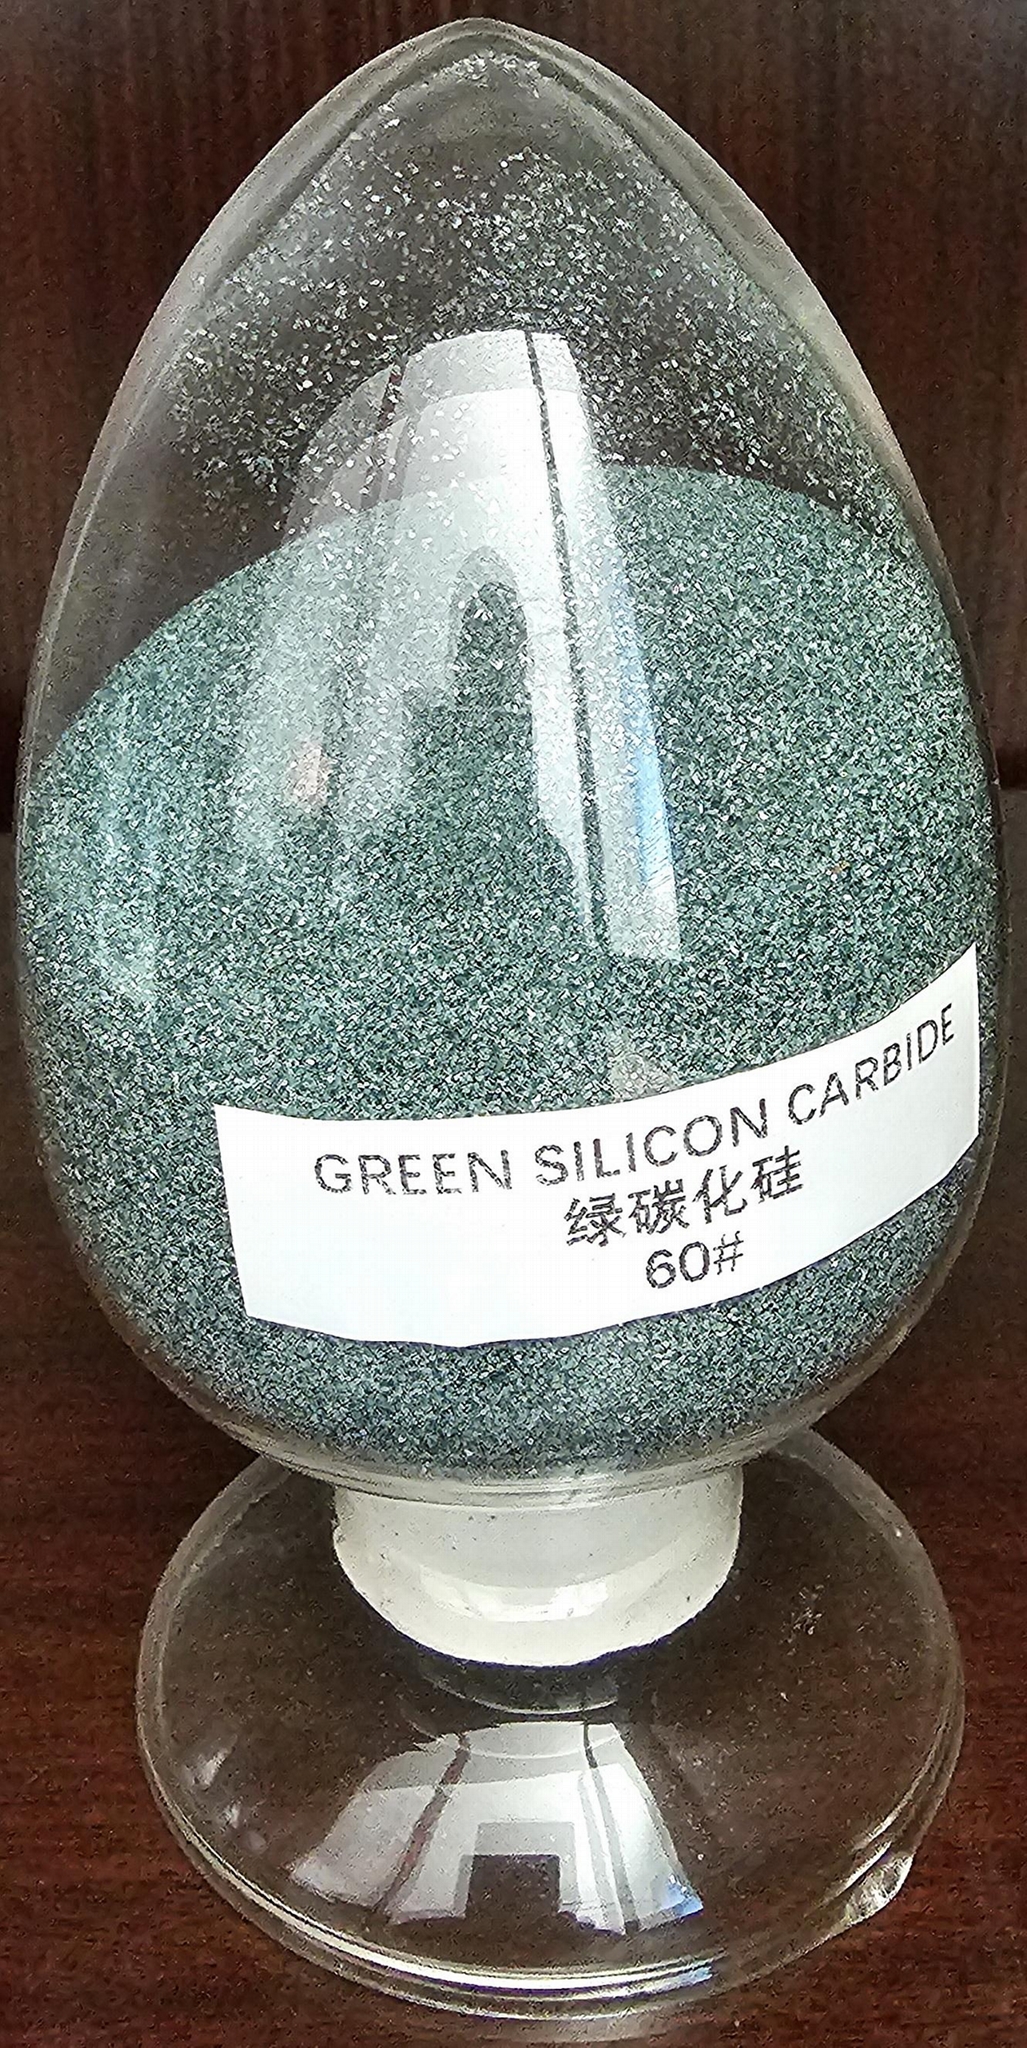 GREEN SILICON CARBIDE
绿碳化硅
60#